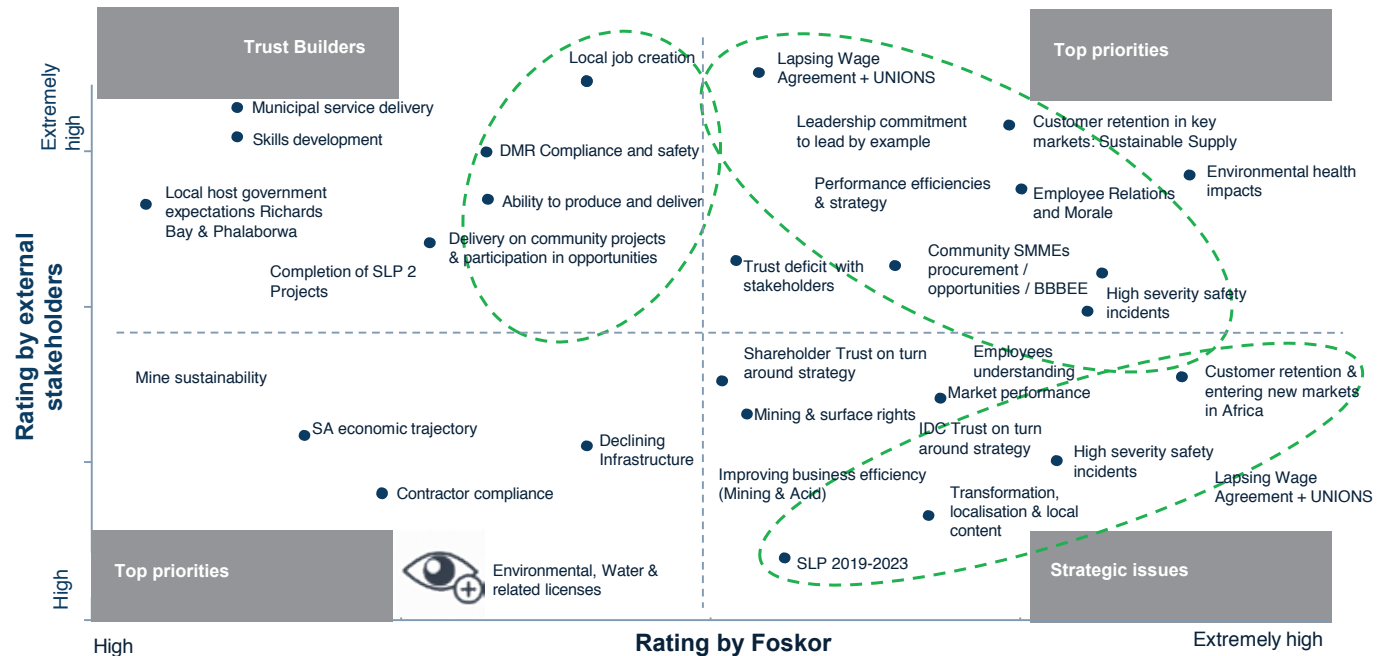 Trust Builders
Top priorities
Extremely
high
Rating by external
stakeholders
High
Local job creation
Municipal service delivery
Skills development
DMR Compliance and safety
Local host government
expectations Richards
Bay & Phalaborwa
Ability to produce and deliver
Delivery on community projects
& participation in opportunities
Completion of SLP 2
Projects
Lapsing Wage
Agreement + UNIONS
Leadership commitment
to lead by example
Customer retention in key
markets: Sustainable Supply
Performance efficiencies
& strategy
Employee Relations
and Morale
Environmental health
impacts
Trust deficit with
stakeholders
Community SMMEs
procurement /
opportunities / BBBEE
High severity safety
incidents
Mine sustainability
SA economic trajectory
Declining
Infrastructure
Contractor compliance
Shareholder Trust on turn
around strategy
Employees
understanding
Market performance
Customer retention &
entering new markets
in Africa
Mining & surface rights
IDC Trust on turn
around strategy
High severity safety
incidents
Improving business efficiency
(Mining & Acid)
Lapsing Wage
Agreement + UNIONS
Transformation,
localisation & local
content
SLP 2019-2023
Top priorities
Environmental, Water &
related licenses
Strategic issues
High
Rating by Foskor
Extremely high